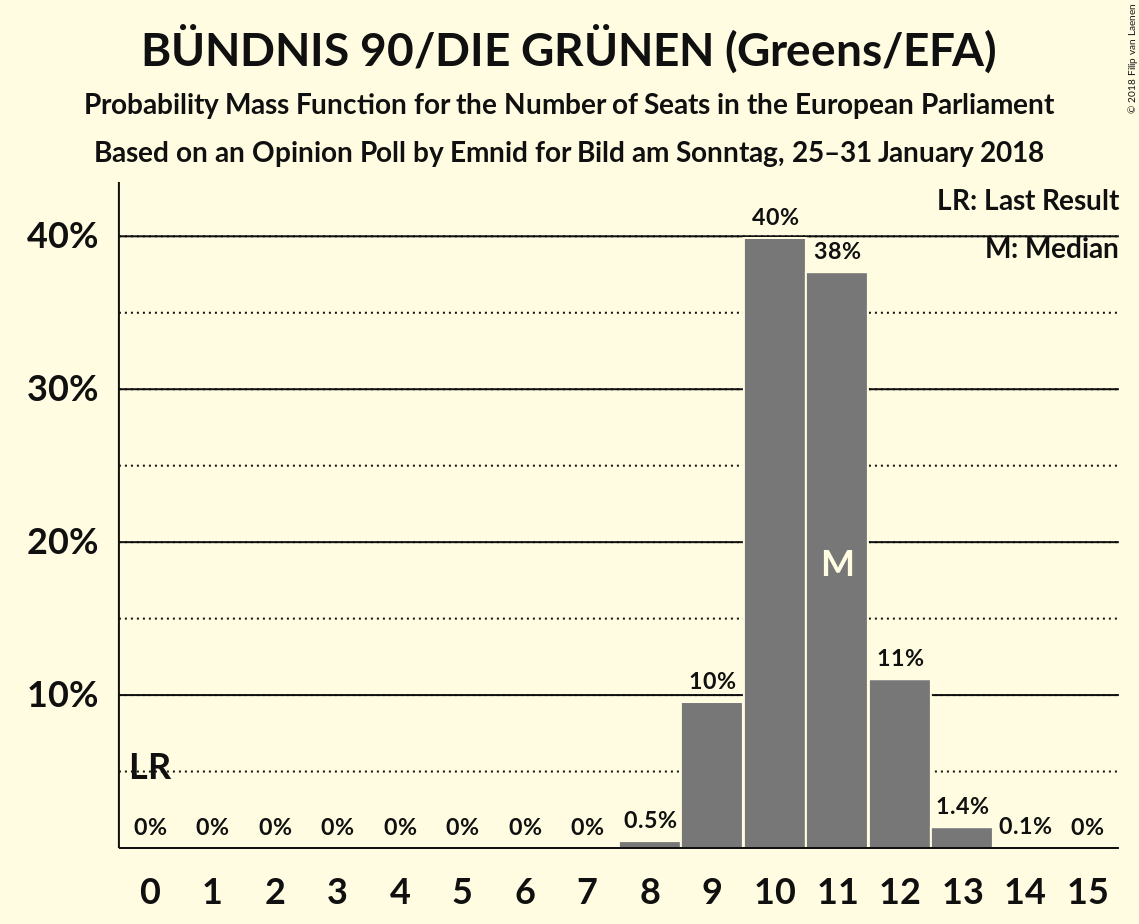 BÜNDNIS 90/DIE GRÜNEN (Greens/EFA)
Probability Mass Function for the Number of Seats in the European Parliament
Based on an Opinion Poll by Emnid for Bild am Sonntag, 25–31 January 2018
© 2018 Filip van Laenen
LR: Last Result
M: Median
40%
30%
20%
10%
40%
38%
M
11%
10%
LR
0% 0% 0% 0% 0% 0% 0% 0% 0.5% 1.4% 0.1% 0%
0 1 2 3 4 5 6 7 8 9 10 11 12 13 14 15